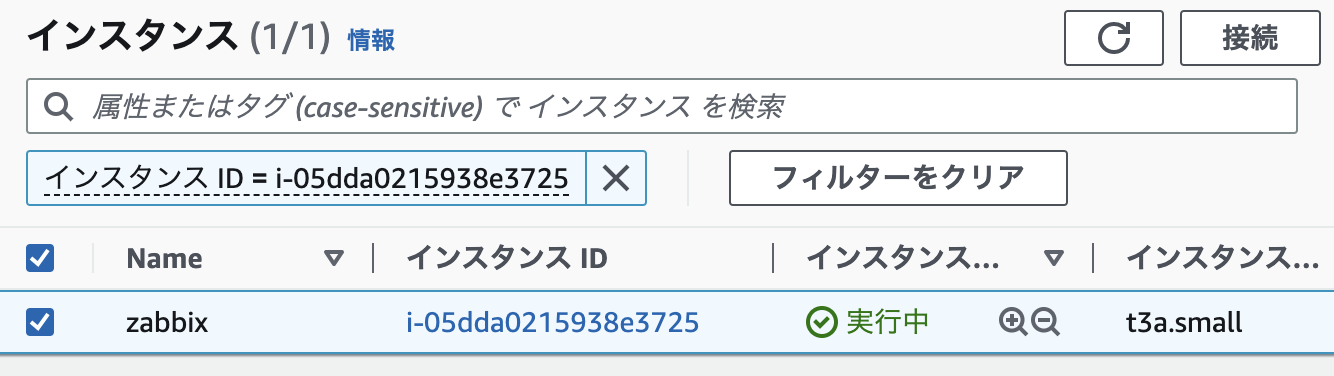 インスタンス (1/1) 情報 接続
属性またはタグ (case-sensitive) で インスタンス を検索
インスタンス ID = i-05dda0215938e3725 フィルターをクリア
Name インスタンス ID インスタンス... インスタンス...
zabbix i-05dda0215938e3725 実行中 t3a.small